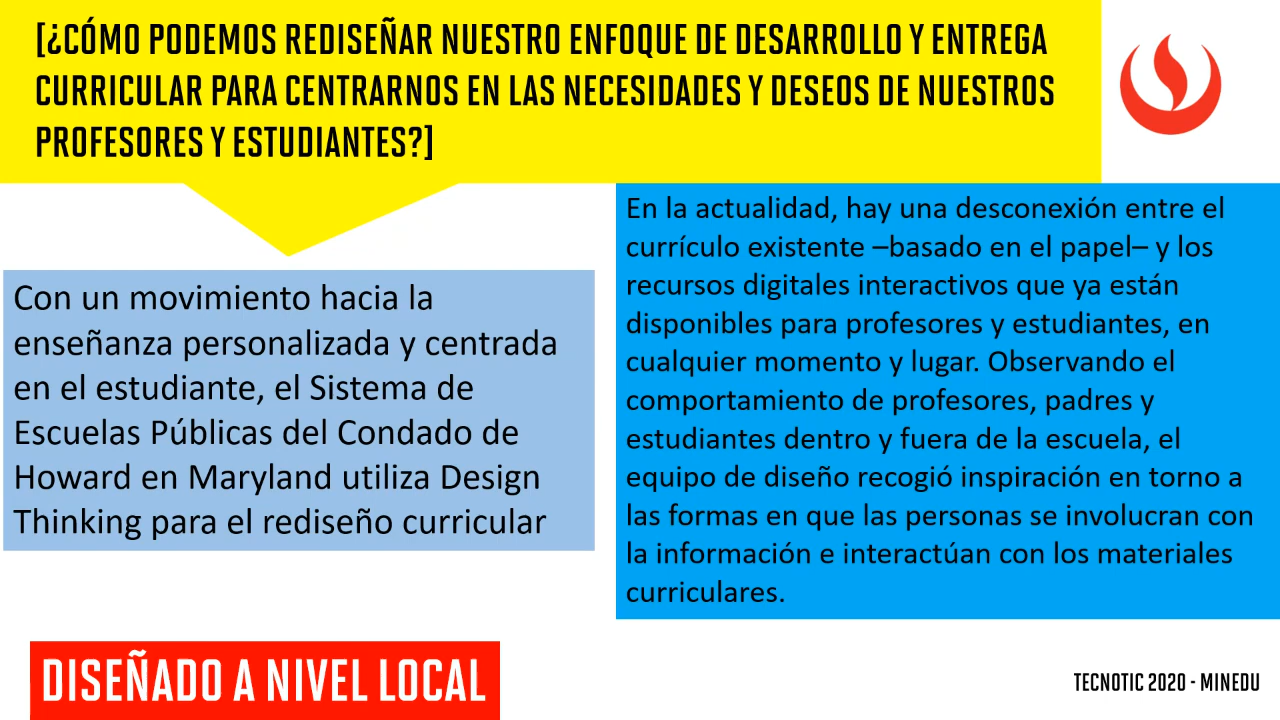 [¿CÓMO PODEMOS REDISEÑAR NUESTRO ENFOQUE DE DESARROLLO Y ENTREGA
CURRICULAR PARA CENTRARNOS EN LAS NECESIDADES Y DESEOS DE NUESTROS
PROFESORES Y ESTUDIANTES?]
Con un movimiento hacia la
enseñanza personalizada y centrada
en el estudiante, el Sistema de
Escuelas Públicas del Condado de
Howard en Maryland utiliza Design
Thinking para el rediseño curricular
En la actualidad, hay una desconexión entre el
currículo existente –basado en el papel– y los
recursos digitales interactivos que ya están
disponibles para profesores y estudiantes, en
cualquier momento y lugar. Observando el
comportamiento de profesores, padres y
estudiantes dentro y fuera de la escuela, el
equipo de diseño recogió inspiración en torno a
las formas en que las personas se involucran con
la información e interactúan con los materiales
curriculares.
DISEÑADO A NIVEL LOCAL
TECNOTIC 2020 - MINEDU